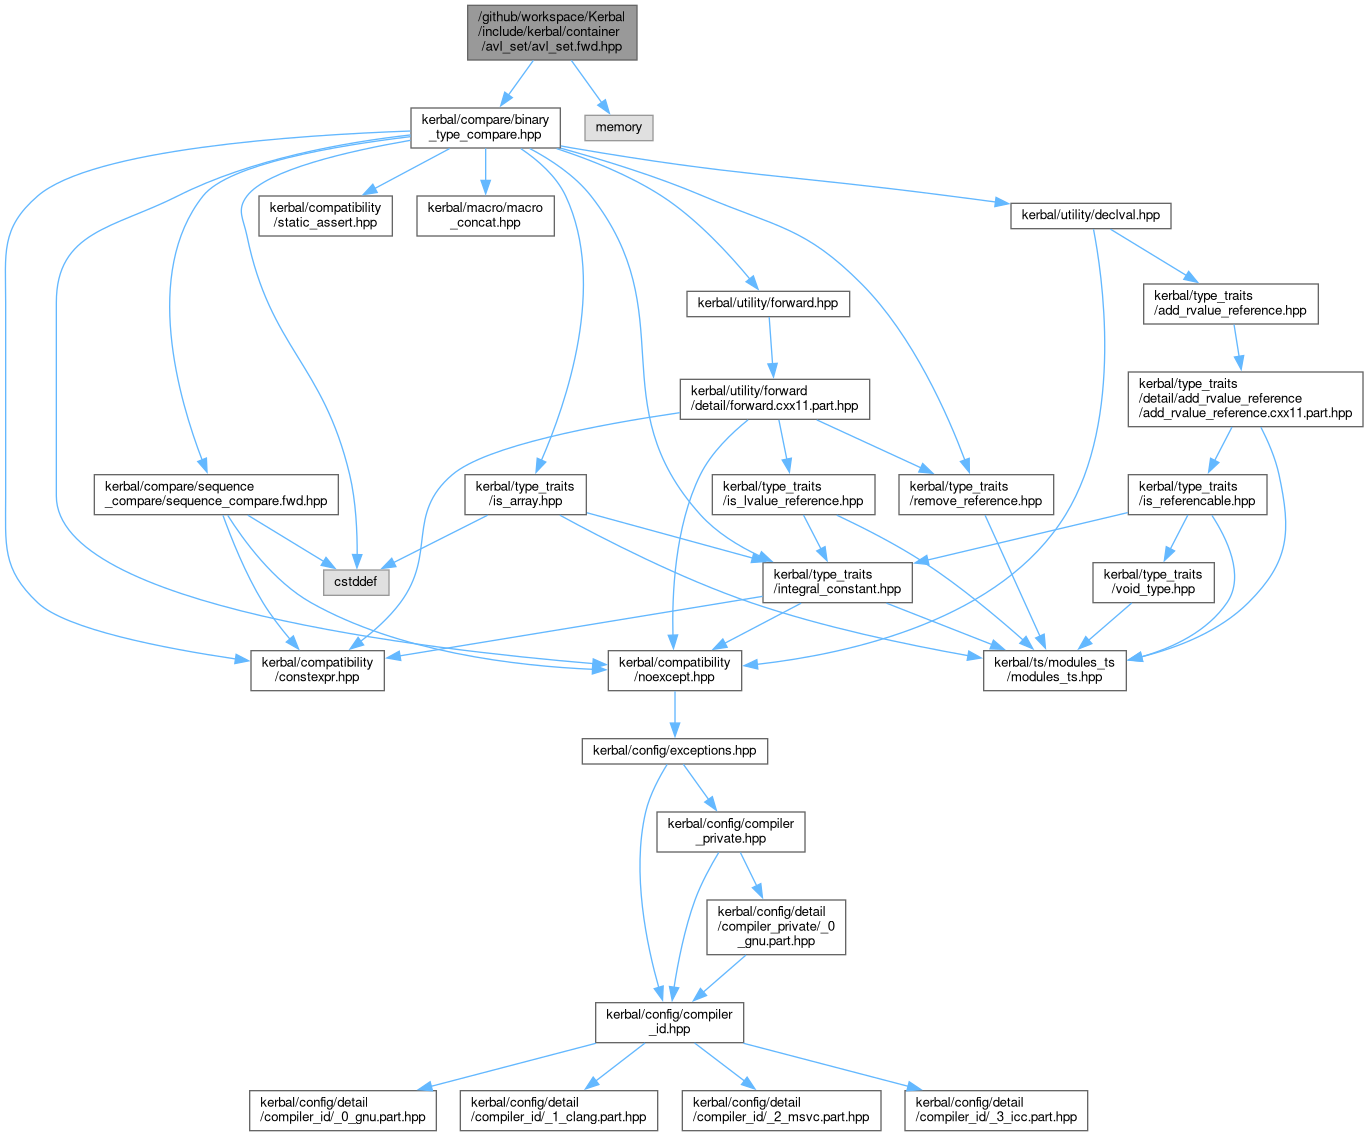 /github/workspace/Kerbal
/include/kerbal/container
/avl_set/avl_set.fwd.hpp
kerbal/compare/binary
_type_compare.hpp
memory
kerbal/compatibility
/static_assert.hpp
kerbal/macro/macro
_concat.hpp
kerbal/utility/declval.hpp
kerbal/utility/forward.hpp
kerbal/type_traits
/add_rvalue_reference.hpp
kerbal/utility/forward
/detail/forward.cxx11.part.hpp
kerbal/type_traits
/detail/add_rvalue_reference
/add_rvalue_reference.cxx11.part.hpp
kerbal/compare/sequence
_compare/sequence_compare.fwd.hpp
kerbal/type_traits
/is_array.hpp
kerbal/type_traits
/is_lvalue_reference.hpp
kerbal/type_traits
/remove_reference.hpp
kerbal/type_traits
/is_referencable.hpp
cstddef
kerbal/type_traits
/integral_constant.hpp
kerbal/type_traits
/void_type.hpp
kerbal/compatibility
/constexpr.hpp
kerbal/compatibility
/noexcept.hpp
kerbal/ts/modules_ts
/modules_ts.hpp
kerbal/config/exceptions.hpp
kerbal/config/compiler
_private.hpp
kerbal/config/detail
/compiler_private/_0
_gnu.part.hpp
kerbal/config/compiler
_id.hpp
kerbal/config/detail
/compiler_id/_0_gnu.part.hpp
kerbal/config/detail
/compiler_id/_1_clang.part.hpp
kerbal/config/detail
/compiler_id/_2_msvc.part.hpp
kerbal/config/detail
/compiler_id/_3_icc.part.hpp